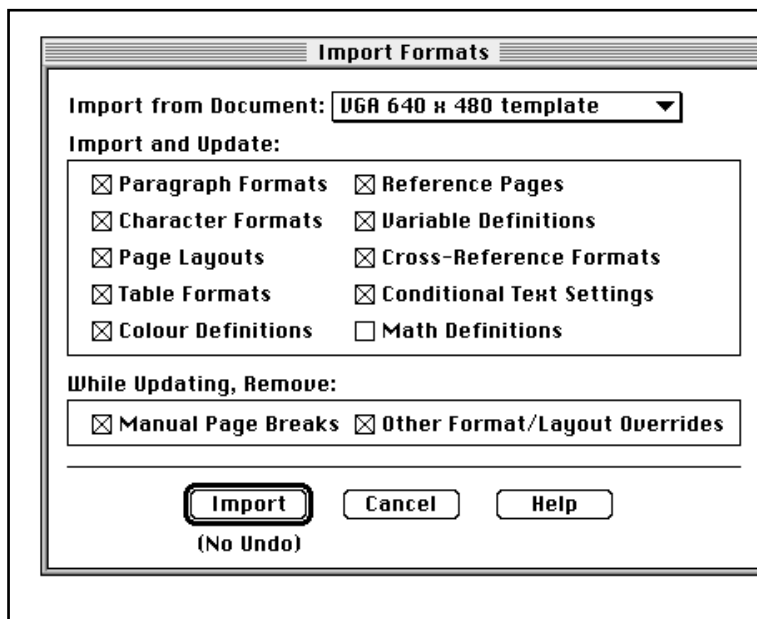 Import Formats
Import from Document: VGA 640 x 480 template
Import and Update:
Paragraph Formats Reference Pages
Character Formats Variable Definitions
Page Layouts Cross-Reference Formats
Table Formats Conditional Text Settings
Colour Definitions Math Definitions
While Updating, Remove:
Manual Page Breaks Other Format/Layout Overrides
Import Cancel Help
(No Undo)